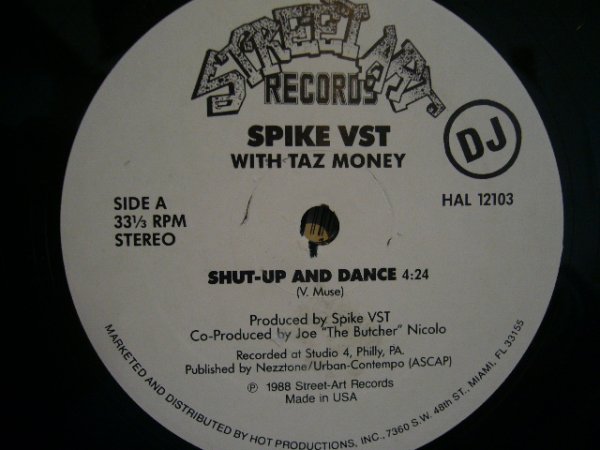 STREET ART
RECORDS
SPIKE VST
WITH TAZ MONEY
DJ
SIDE A
33⅓ RPM
STEREO
HAL 12103
SHUT-UP AND DANCE 4:24
(V. Muse)
Produced by Spike VST
Co-Produced by Joe "The Butcher" Nicolo
Recorded at Studio 4, Philly, PA.
Published by Nezztone/Urban-Contempo (ASCAP)
℗ 1988 Street-Art Records
Made in USA
MARKETED AND DISTRIBUTED BY HOT PRODUCTIONS, INC., 7360 S.W. 48th ST., MIAMI, FL 33155